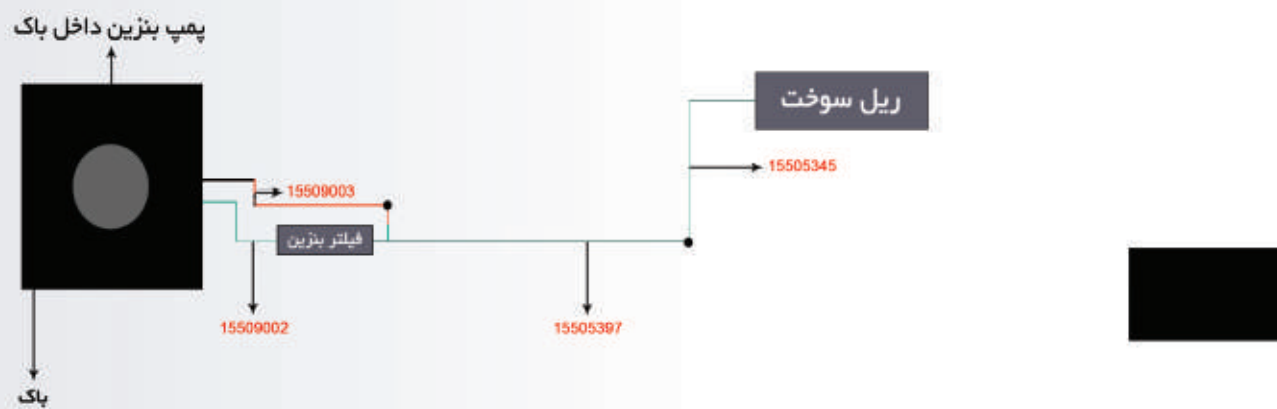 پمپ بنزین داخل باک
ریل سوخت
15505345
15509003
فیلتر بنزین
15509002
15505397
باک